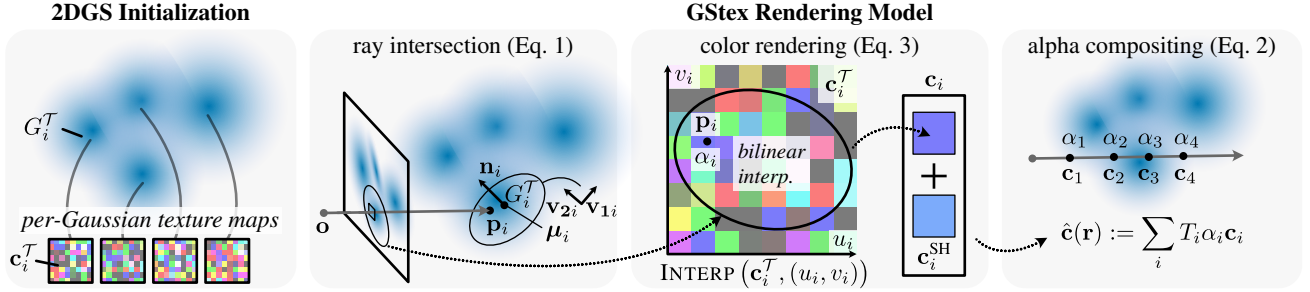 2DGS Initialization
GStex Rendering Model
G_i^𝒯
per-Gaussian texture maps
c_i^𝒯
ray intersection (Eq. 1)
n_i
G_i^𝒯
v_2i v_1i
o
p_i
μ_i
color rendering (Eq. 3)
v_i
c_i^𝒯
p_i
α_i
bilinear
interp.
u_i
INTERP (c_i^𝒯, (u_i, v_i))
c_i
+
c_i^SH
alpha compositing (Eq. 2)
α_1 α_2 α_3 α_4
c_1 c_2 c_3 c_4
ĉ(r) := ∑_i T_i α_i c_i